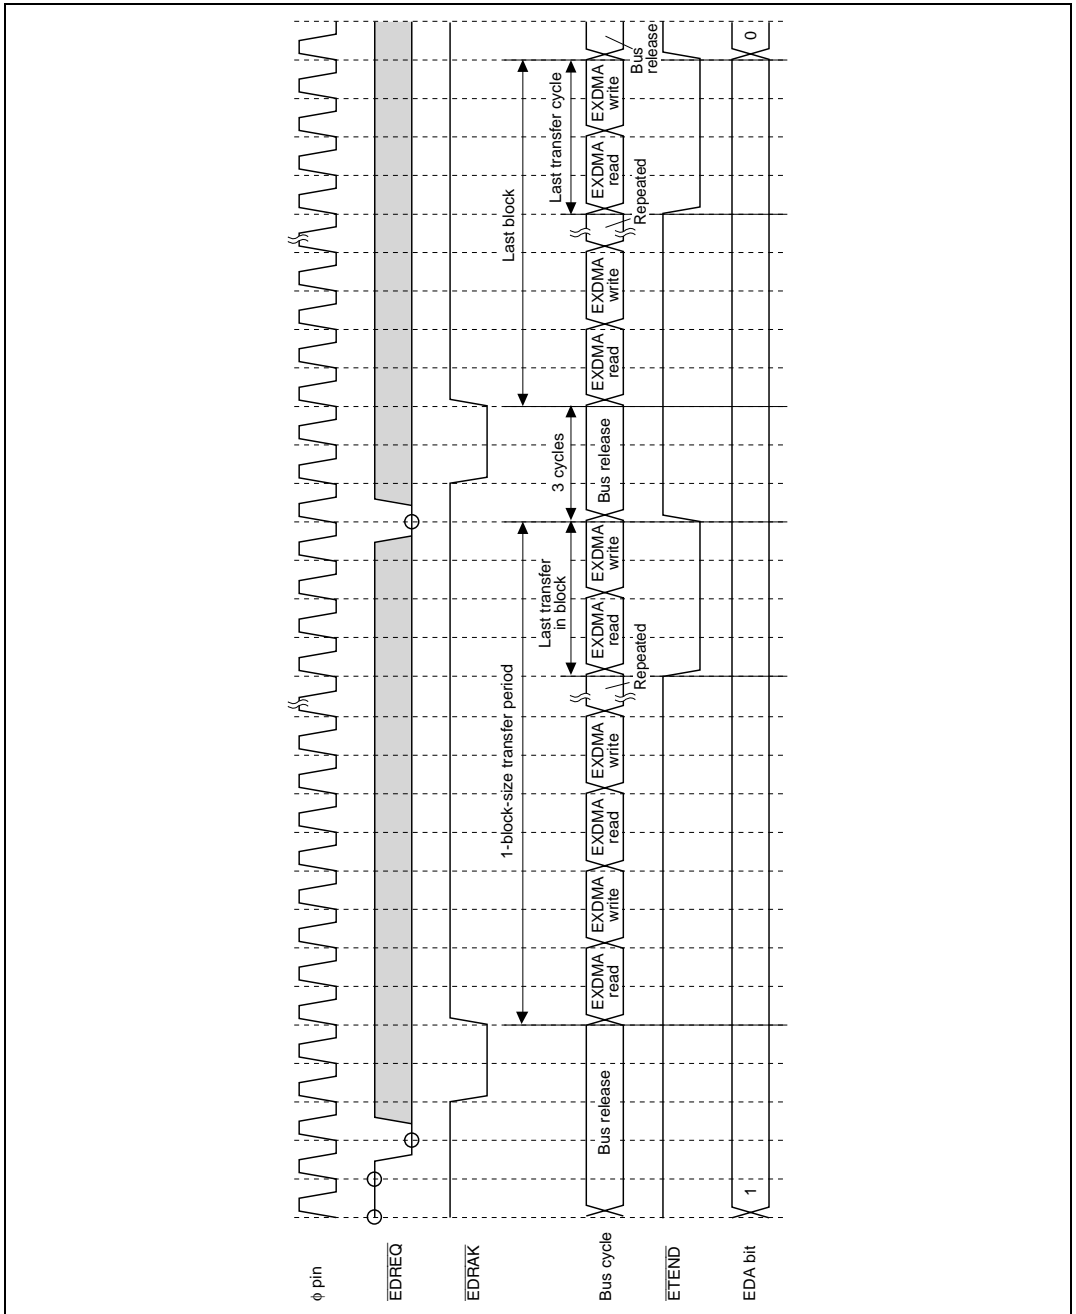 φ pin
EDREQ
EDRAK
1-block-size transfer period
Last block
Last transfer
in block
3 cycles
Last transfer cycle
Bus cycle
Bus release
EXDMA
read
EXDMA
write
EXDMA
read
EXDMA
write
Repeated
EXDMA
read
EXDMA
write
Bus release
EXDMA
read
EXDMA
write
Repeated
EXDMA
read
EXDMA
write
Bus
release
ETEND
EDA bit
1
0